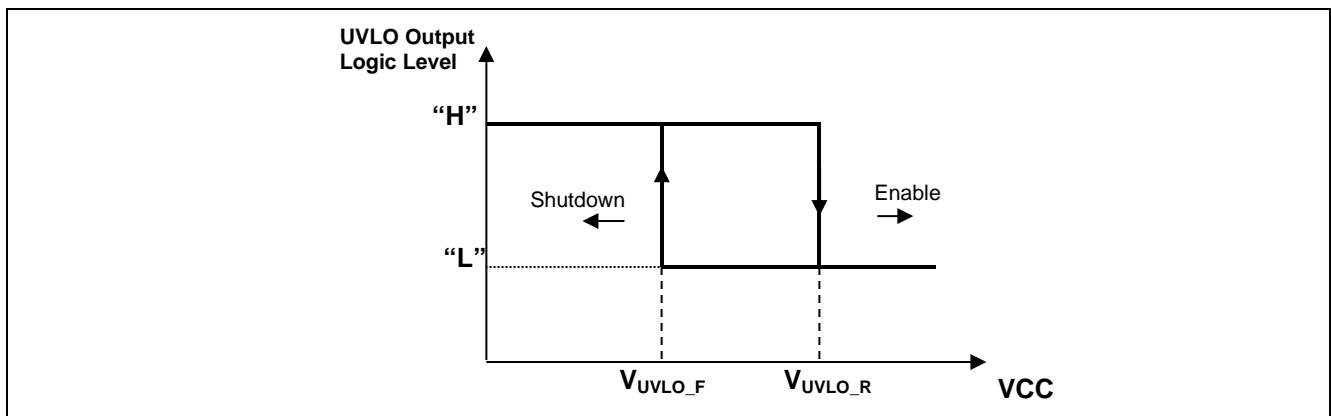 UVLO Output
Logic Level
“H”
Shutdown
Enable
“L”
VUVLO_F
VUVLO_R
VCC